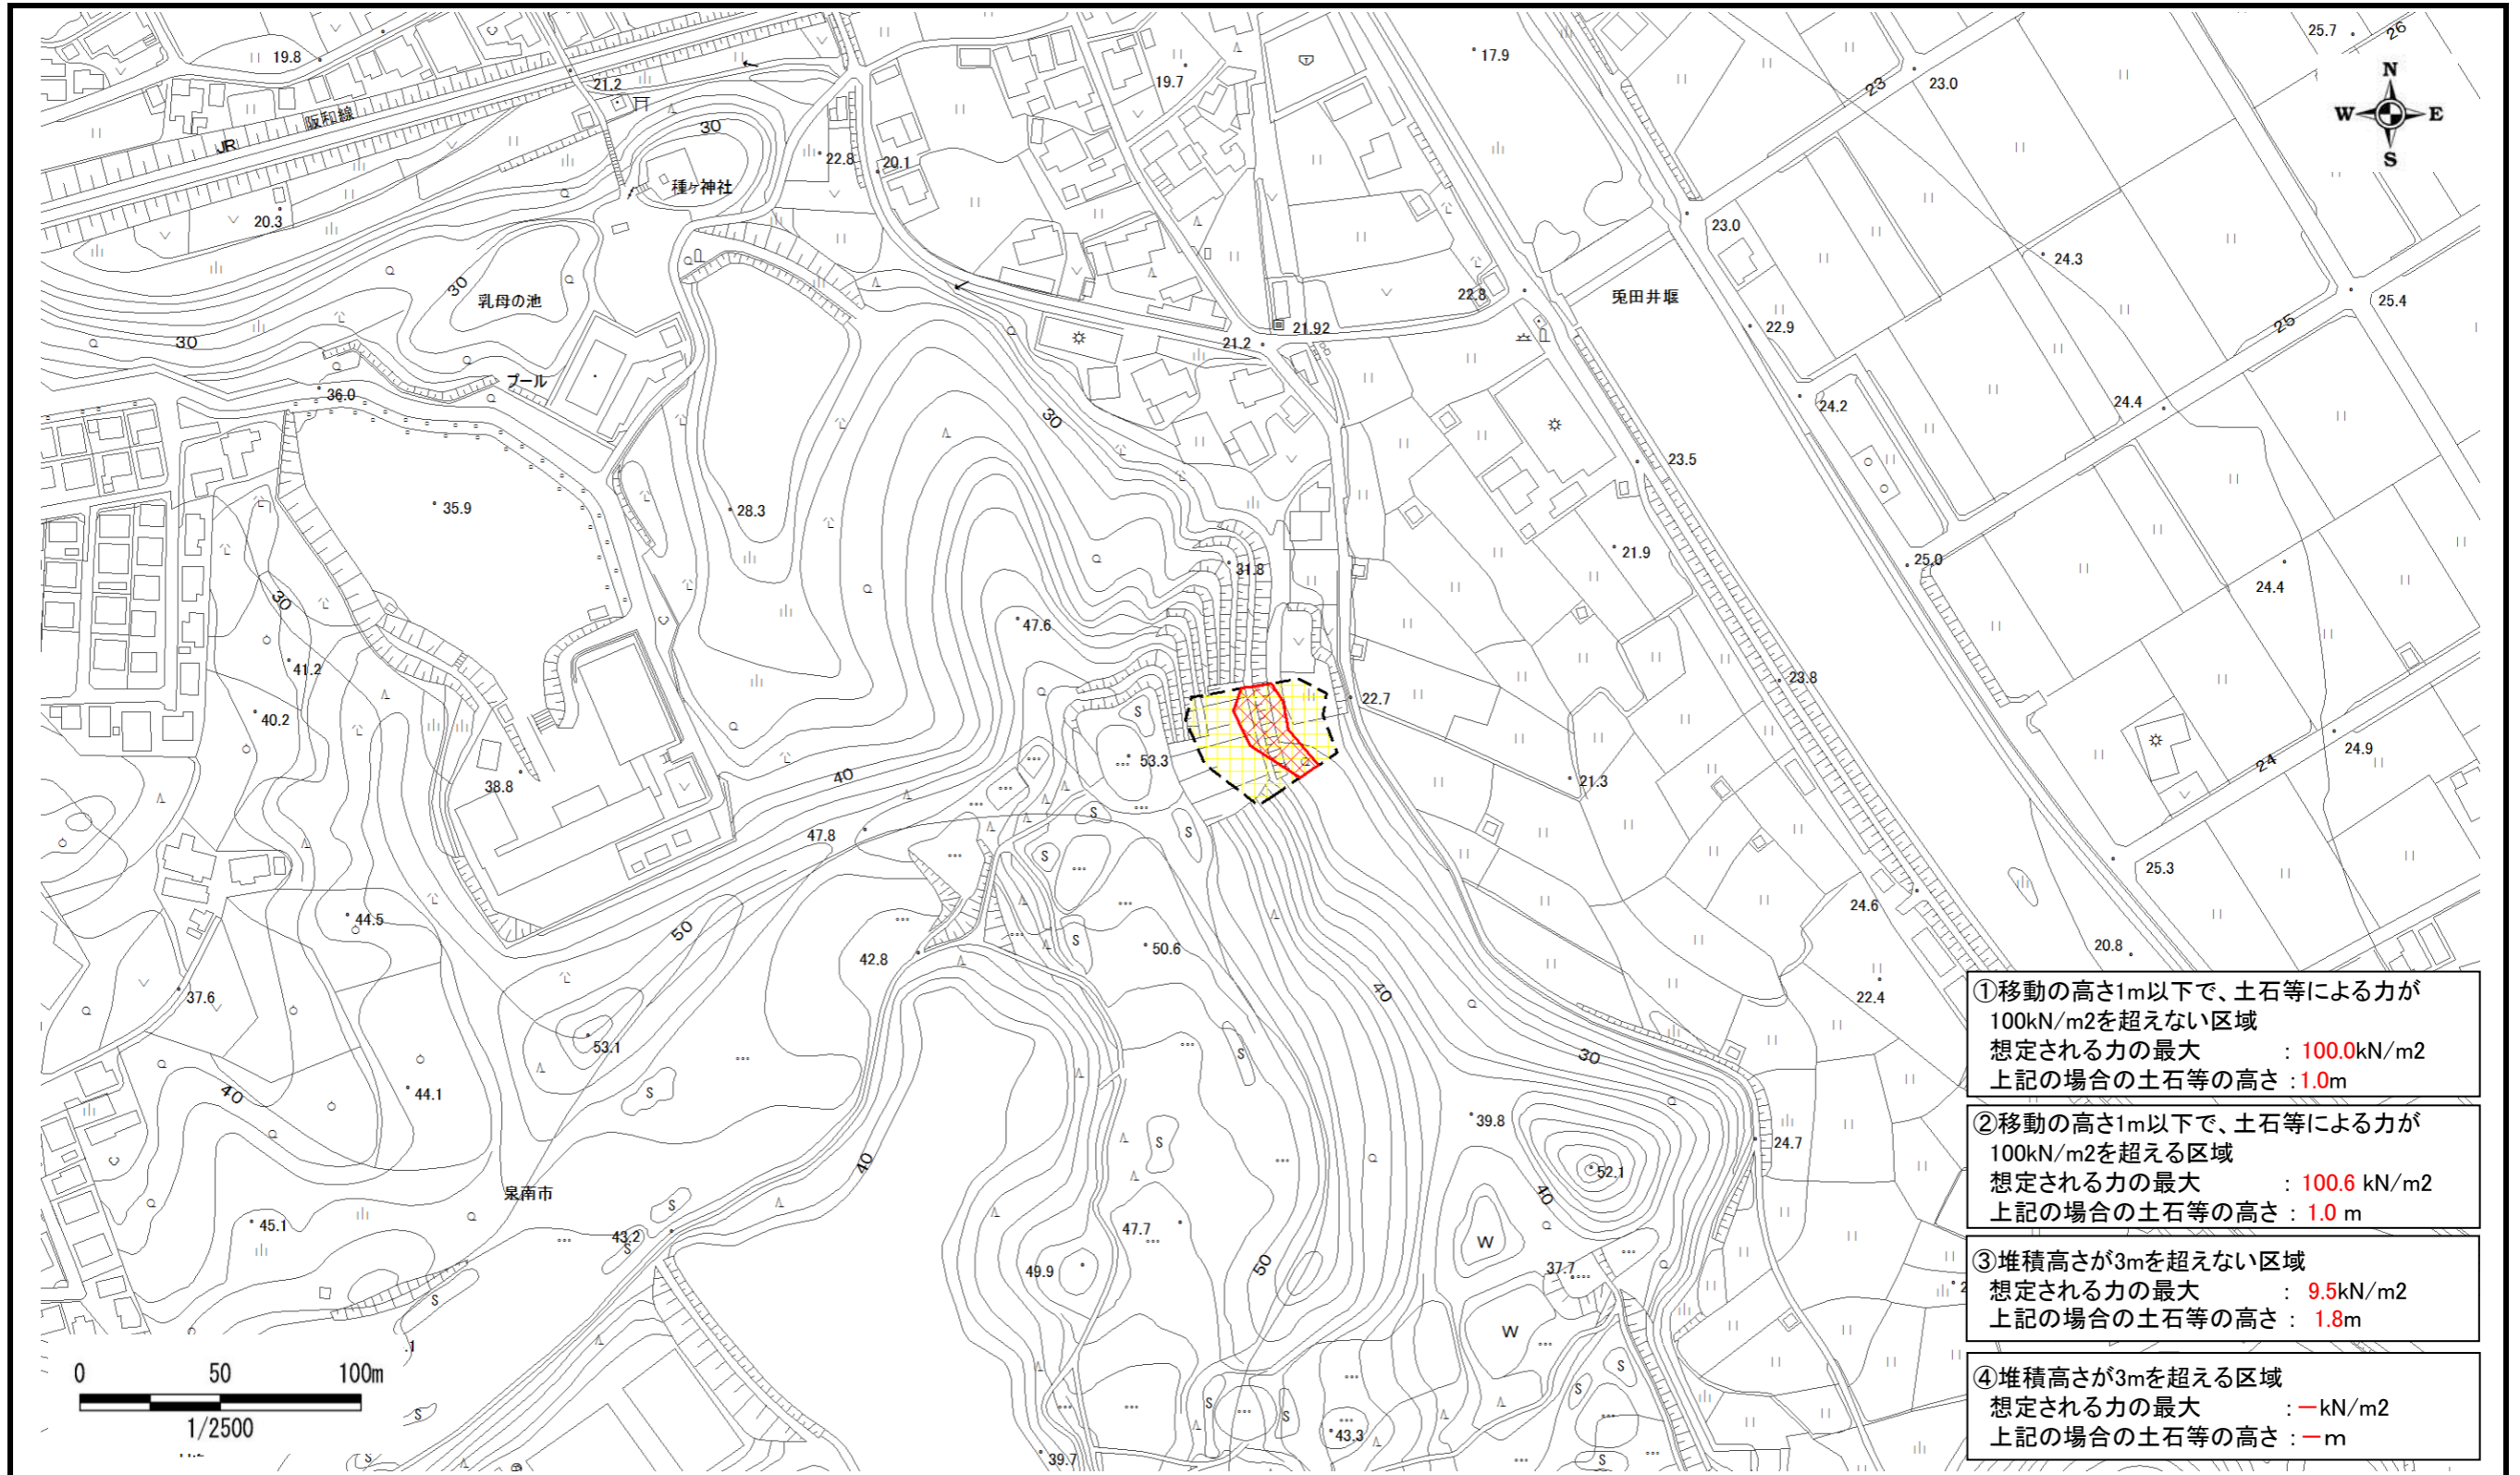 19.8
21.2
阪和線
JR
30
種ヶ神社
22.8
20.1
19.7
17.9
23
23.0
25.7
26
N
W
E
S
20.3
30
乳母の池
30
プール
36.0
21.92
21.2
22.8
兎田井堰
23.0
22.9
24.3
25
25.4
24.2
24.4
30
35.9
28.3
23.5
21.9
25.0
24.4
31.8
47.6
30
41.2
40.2
38.8
40
53.3
22.7
23.8
21.3
24.9
24
47.8
44.5
50
42.8
50.6
25.3
24.6
20.8
22.4
37.6
53.1
40
30
44.1
40
39.8
24.7
52.1
40
40
泉南市
45.1
43.2
47.7
49.9
50
37.7
W
W
43.3
39.7
①移動の高さ1m以下で、土石等による力が
100kN/m2を超えない区域
想定される力の最大 : 100.0kN/m2
上記の場合の土石等の高さ : 1.0m
②移動の高さ1m以下で、土石等による力が
100kN/m2を超える区域
想定される力の最大 : 100.6 kN/m2
上記の場合の土石等の高さ : 1.0 m
③堆積高さが3mを超えない区域
想定される力の最大 : 9.5kN/m2
上記の場合の土石等の高さ : 1.8m
④堆積高さが3mを超える区域
想定される力の最大 : ーkN/m2
上記の場合の土石等の高さ : ーm
0 50 100m
1/2500